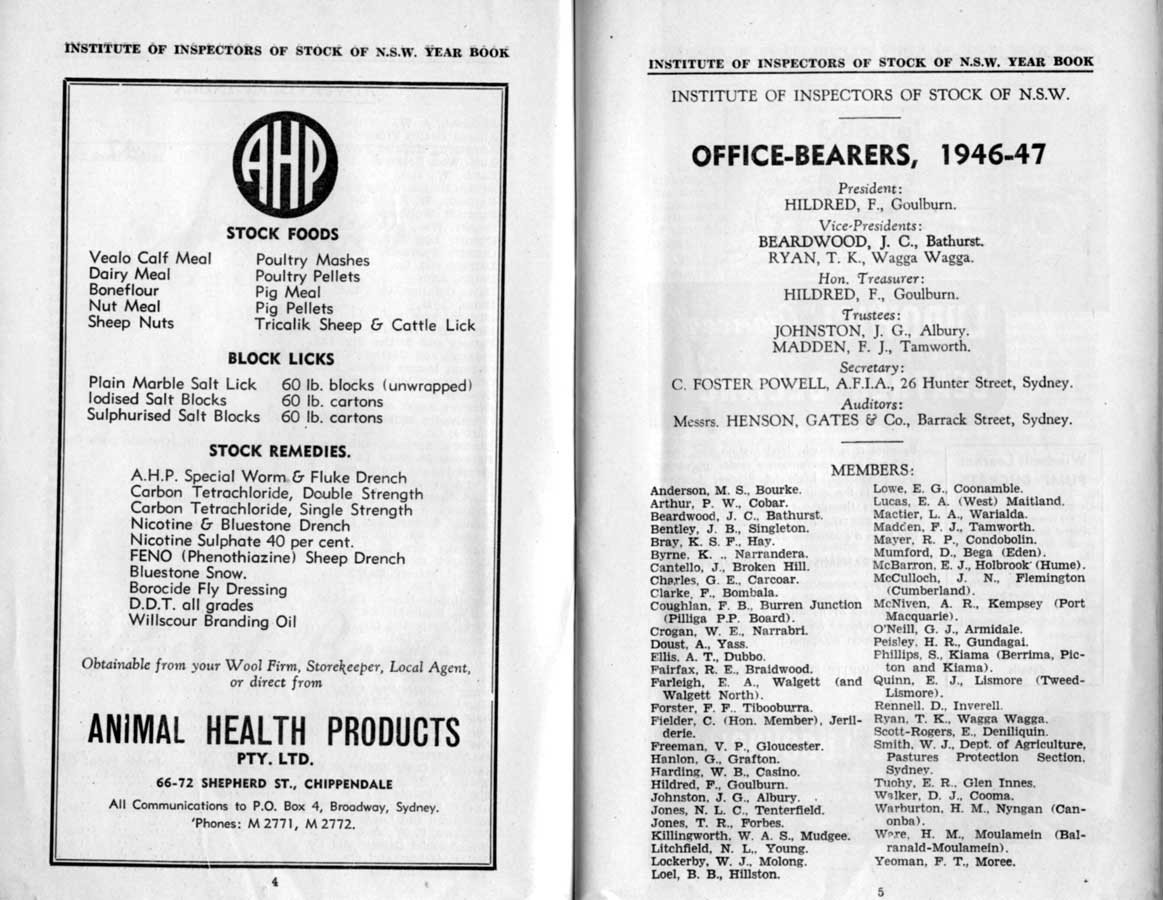 INSTITUTE OF INSPECTORS OF STOCK OF N.S.W. YEAR BOOK
AHP
STOCK FOODS
Vealo Calf Meal Poultry Mashes
Dairy Meal Poultry Pellets
Boneflour Pig Meal
Nut Meal Pig Pellets
Sheep Nuts Tricalik Sheep & Cattle Lick
BLOCK LICKS
Plain Marble Salt Lick 60 lb. blocks (unwrapped)
Iodised Salt Blocks 60 lb. cartons
Sulphurised Salt Blocks 60 lb. cartons
STOCK REMEDIES.
A.H.P. Special Worm & Fluke Drench
Carbon Tetrachloride, Double Strength
Carbon Tetrachloride, Single Strength
Nicotine & Bluestone Drench
Nicotine Sulphate 40 per cent.
FENO (Phenothiazine) Sheep Drench
Bluestone Snow.
Borocide Fly Dressing
D.D.T. all grades
Willscour Branding Oil
Obtainable from your Wool Firm, Storekeeper, Local Agent,
or direct from
ANIMAL HEALTH PRODUCTS
PTY. LTD.
66-72 SHEPHERD ST., CHIPPENDALE
All Communications to P.O. Box 4, Broadway, Sydney.
'Phones: M 2771, M 2772.
4
INSTITUTE OF INSPECTORS OF STOCK OF N.S.W. YEAR BOOK
INSTITUTE OF INSPECTORS OF STOCK OF N.S.W.
OFFICE-BEARERS, 1946-47
President:
HILDRED, F., Goulburn.
Vice-Presidents:
BEARDWOOD, J. C., Bathurst.
RYAN, T. K., Wagga Wagga.
Hon. Treasurer:
HILDRED, F., Goulburn.
Trustees:
JOHNSTON, J. G., Albury.
MADDEN, F. J., Tamworth.
Secretary:
C. FOSTER POWELL, A.F.I.A., 26 Hunter Street, Sydney.
Auditors:
Messrs. HENSON, GATES & Co., Barrack Street, Sydney.
MEMBERS:
Anderson, M. S., Bourke.
Arthur, P. W., Cobar.
Beardwood, J. C., Bathurst.
Bentley, J. B., Singleton.
Bray, K. S. F., Hay.
Byrne, K. ., Narrandera.
Cantello, J., Broken Hill.
Charles, G. E., Carcoar.
Clarke, F., Bombala.
Coughlan, F. B., Burren Junction
(Pilliga P.P. Board).
Crogan, W. E., Narrabri.
Doust, A., Yass.
Ellis, A. T., Dubbo.
Fairfax, R. E., Braidwood.
Farleigh, E. A., Walgett (and
Walgett North).
Forster, F. F.. Tibooburra.
Fielder, C. (Hon. Member), Jeril-
derie.
Freeman, V. P., Gloucester.
Hanlon, G., Grafton.
Harding, W. B., Casino.
Hildred, F., Goulburn.
Johnston, J. G., Albury.
Jones, N. L. C., Tenterfield.
Jones, T. R., Forbes.
Killingworth, W. A. S., Mudgee.
Litchfield, N. L., Young.
Lockerby, W. J., Molong.
Loel, B. B., Hillston.
Lowe, E. G., Coonamble.
Lucas, E. A. (West) Maitland.
Mactier, L. A., Warialda.
Madden, F. J., Tamworth.
Mayer, R. P., Condobolin.
Mumford, D., Bega (Eden).
McBarron, E. J., Holbrook (Hume).
McCulloch, J. N., Flemington
(Cumberland).
McNiven, A. R., Kempsey (Port
Macquarie).
O'Neill, G. J., Armidale.
Peisley, H. R., Gundagai.
Phillips, S., Kiama (Berrima, Pic-
ton and Kiama).
Quinn, E. J., Lismore (Tweed-
Lismore).
Rennell. D., Inverell.
Ryan, T. K., Wagga Wagga.
Scott-Rogers, E., Deniliquin.
Smith, W. J., Dept. of Agriculture,
Pastures Protection Section,
Sydney.
Tuohy, E. R., Glen Innes.
Walker, D. J., Cooma.
Warburton, H. M., Nyngan (Can-
onba).
Ware, H. M., Moulamein (Bal-
ranald-Moulamein).
Yeoman, F. T., Moree.
5